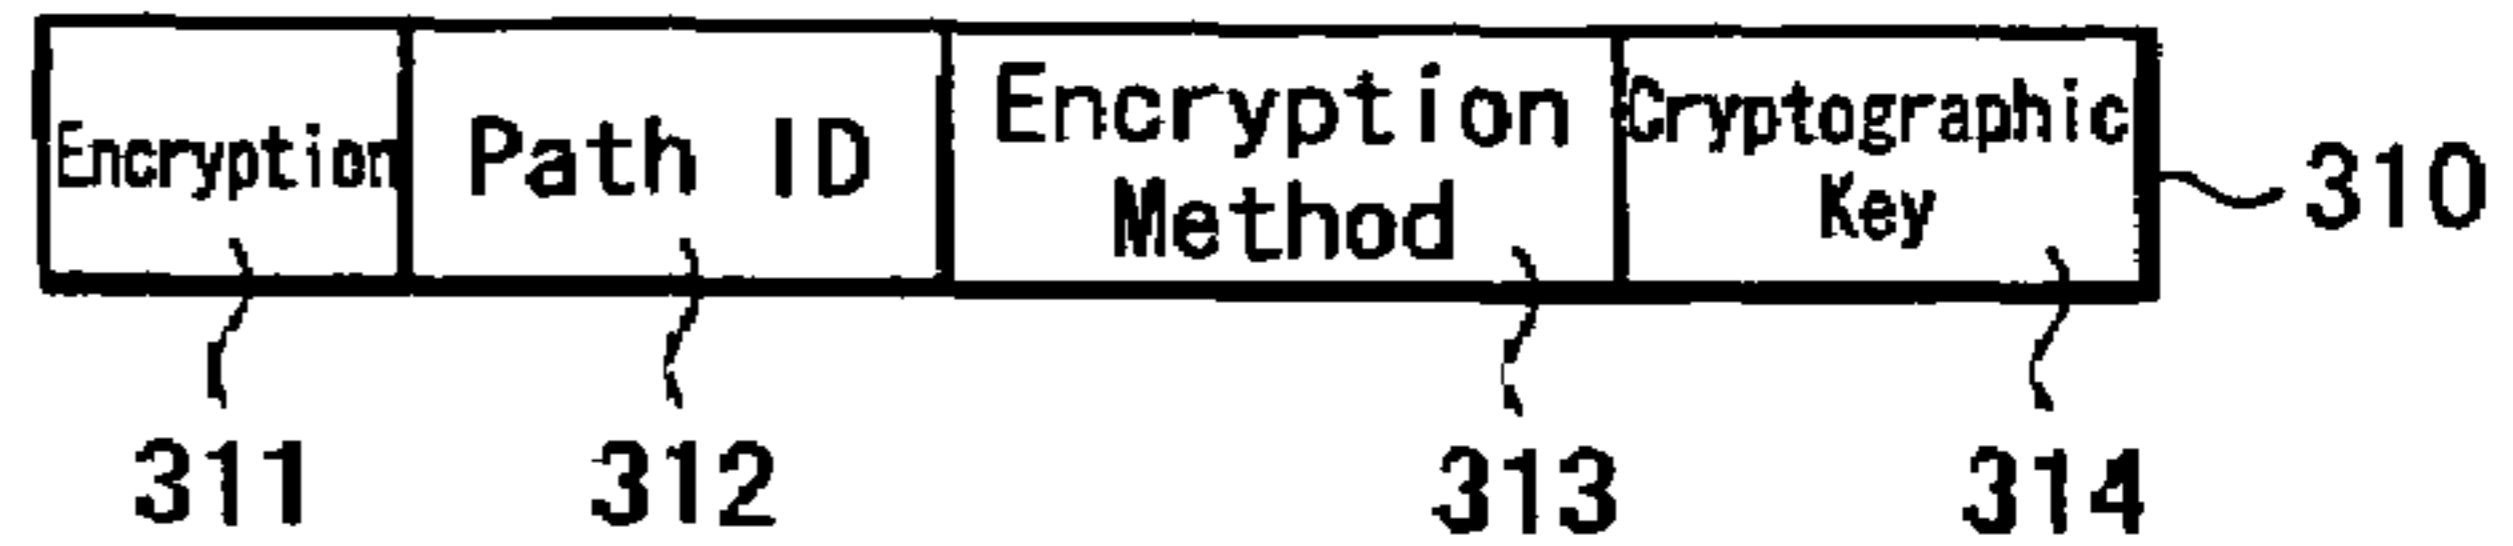 Encryption Path ID Encryption Method Cryptographic Key 310
311 312 313 314